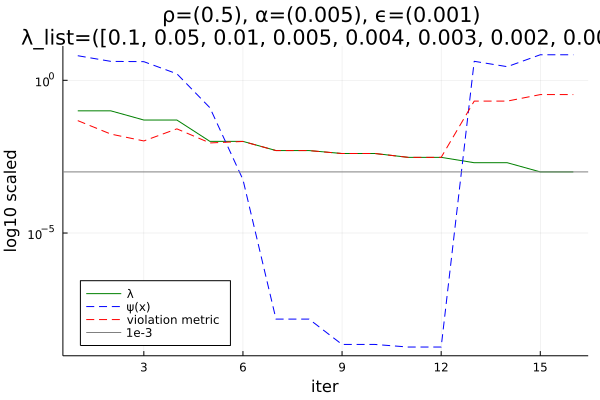 ρ=(0.5), α=(0.005), ϵ=(0.001)
λ_list=([0.1, 0.05, 0.01, 0.005, 0.004, 0.003, 0.002, 0.00
10⁰
10⁻⁵
log10 scaled
λ
ψ(x)
violation metric
1e-3
3 6 9 12 15
iter